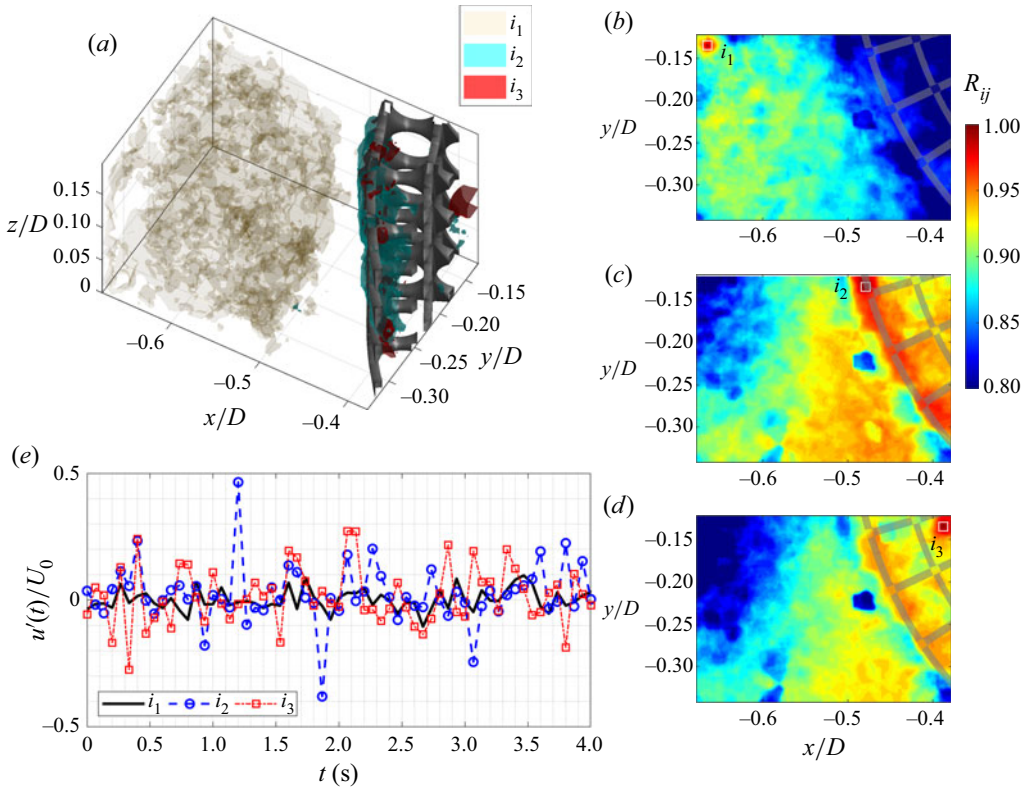 (a)
i1
i2
i3
0.15
0.10
0.05
0
z/D
−0.6
−0.5
−0.4
x/D
−0.15
−0.20
−0.25
−0.30
y/D
(b)
i1
−0.15
−0.20
−0.25
−0.30
y/D
−0.6 −0.5 −0.4
Rij
1.00
0.95
0.90
0.85
0.80
(c)
i2
−0.15
−0.20
−0.25
−0.30
y/D
−0.6 −0.5 −0.4
(d)
i3
−0.15
−0.20
−0.25
−0.30
y/D
−0.6 −0.5 −0.4
x/D
(e)
0.5
0
−0.5
u′(t)/U0
i1 i2 i3
0 0.5 1.0 1.5 2.0 2.5 3.0 3.5 4.0
t (s)